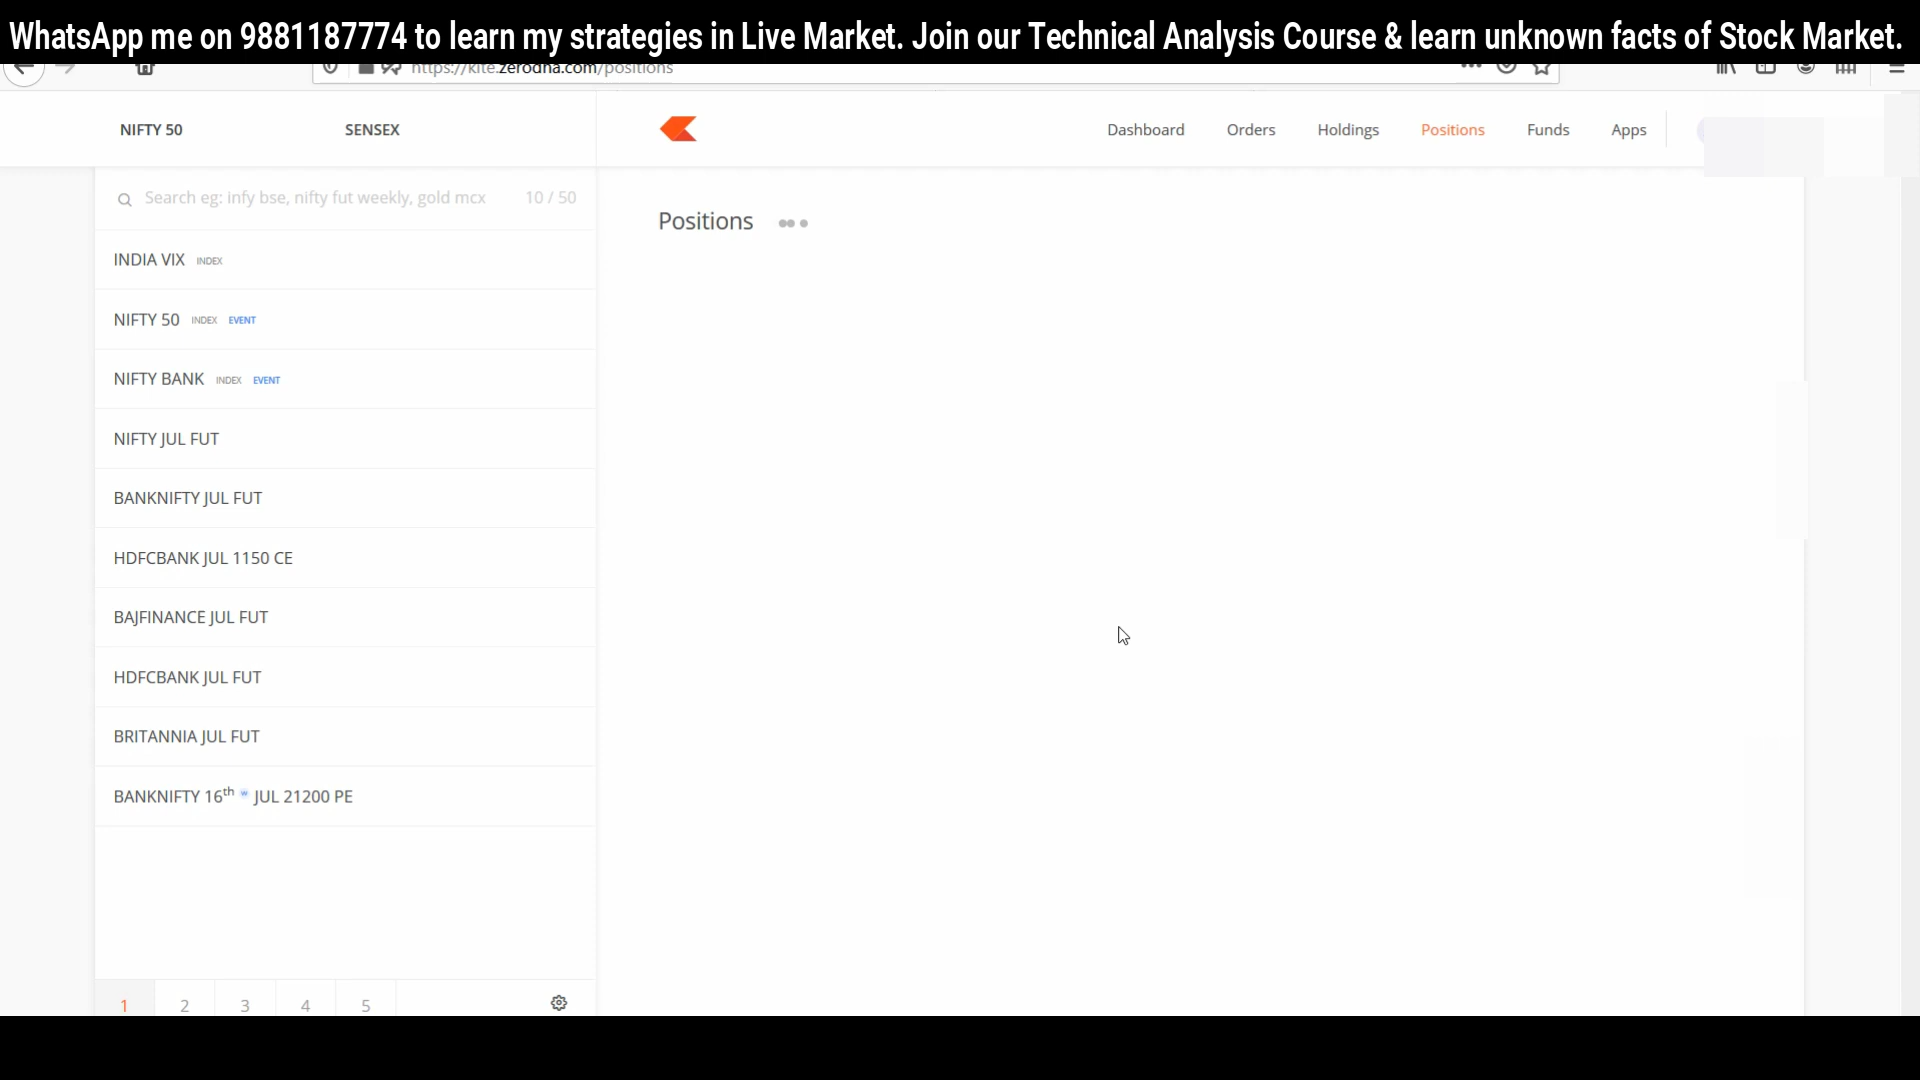 WhatsApp me on 9881187774 to learn my strategies in Live Market. Join our Technical Analysis Course & learn unknown facts of Stock Market.
https://kite.zerodha.com/positions
NIFTY 50 SENSEX
Dashboard Orders Holdings Positions Funds Apps
Search eg: infy bse, nifty fut weekly, gold mcx 10 / 50
Positions
INDIA VIX INDEX
NIFTY 50 INDEX EVENT
NIFTY BANK INDEX EVENT
NIFTY JUL FUT
BANKNIFTY JUL FUT
HDFCBANK JUL 1150 CE
BAJFINANCE JUL FUT
HDFCBANK JUL FUT
BRITANNIA JUL FUT
BANKNIFTY 16th w JUL 21200 PE
1 2 3 4 5